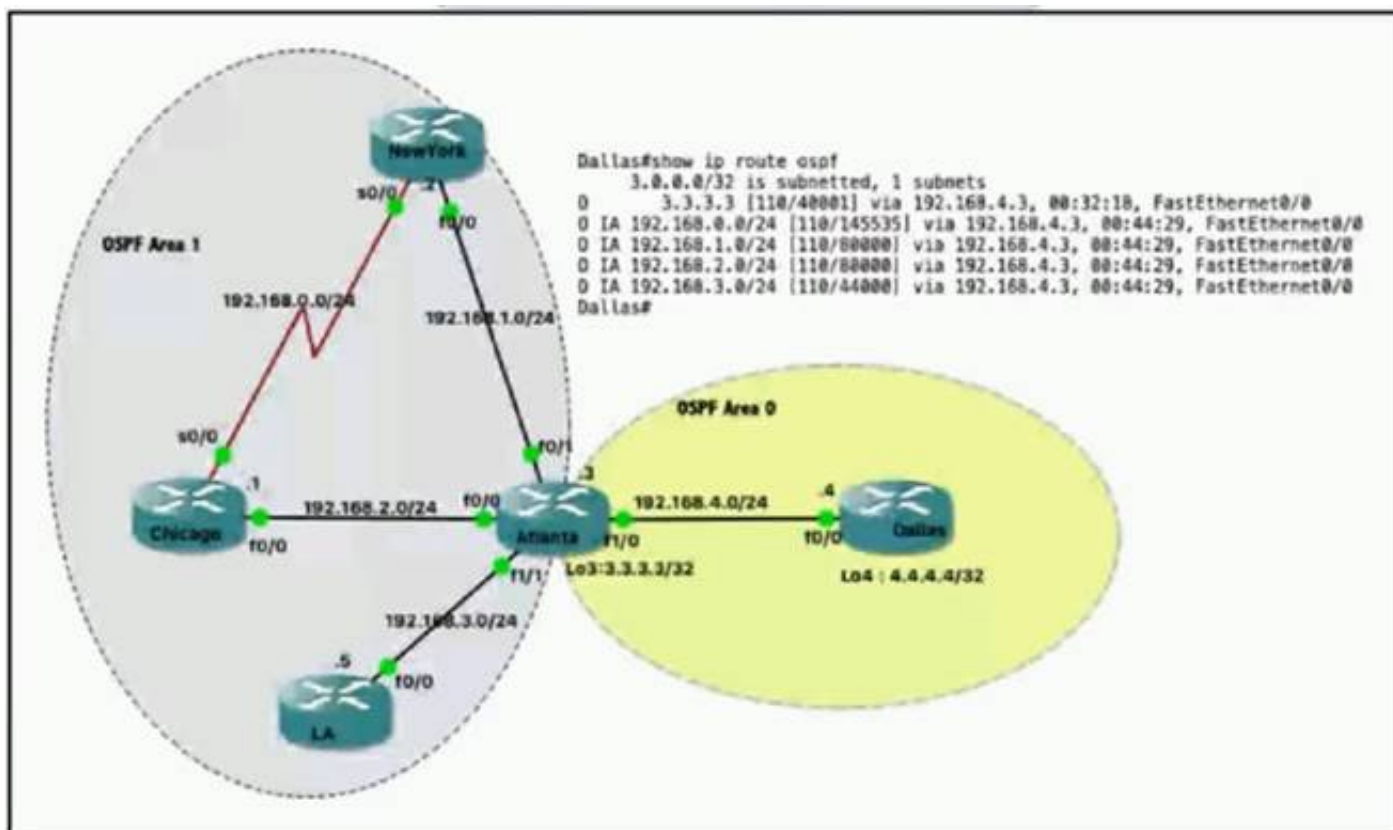 NewYork
s0/0
.2
f0/0
Dallas#show ip route ospf
3.0.0.0/32 is subnetted, 1 subnets
O 3.3.3.3 [110/40001] via 192.168.4.3, 00:32:18, FastEthernet0/0
O IA 192.168.0.0/24 [110/145535] via 192.168.4.3, 00:44:29, FastEthernet0/0
O IA 192.168.1.0/24 [110/80000] via 192.168.4.3, 00:44:29, FastEthernet0/0
O IA 192.168.2.0/24 [110/80000] via 192.168.4.3, 00:44:29, FastEthernet0/0
O IA 192.168.3.0/24 [110/44000] via 192.168.4.3, 00:44:29, FastEthernet0/0
Dallas#
OSPF Area 1
192.168.0.0/24
192.168.1.0/24
OSPF Area 0
s0/0
f0/1
.1
.3
192.168.2.0/24
f0/0
192.168.4.0/24
.4
Chicago
f0/0
Atlanta
f1/0
f0/0
Dallas
Lo3:3.3.3.3/32
Lo4 : 4.4.4.4/32
f1/1
192.168.3.0/24
.5
f0/0
LA